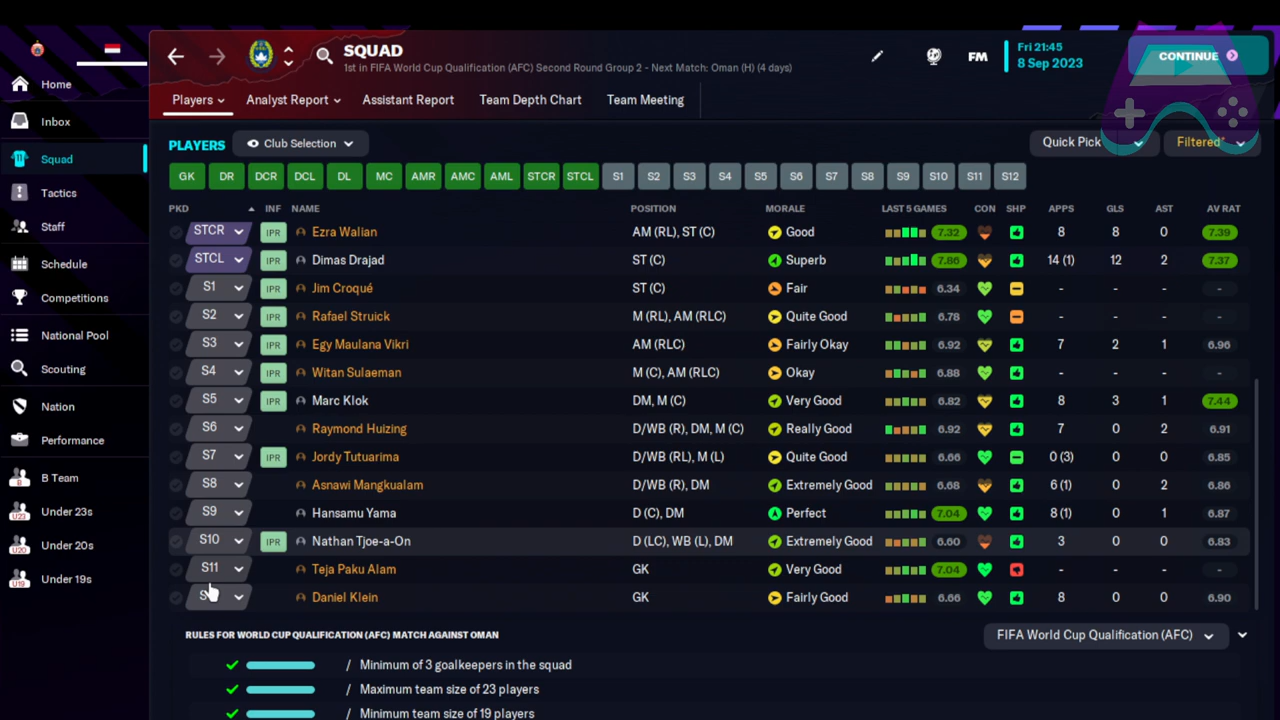 SQUAD
1st in FIFA World Cup Qualification (AFC) Second Round Group 2 - Next Match: Oman (H) (4 days)
FM
Fri 21:45
8 Sep 2023
CONTINUE
Home
Inbox
Squad
Tactics
Staff
Schedule
Competitions
National Pool
Scouting
Nation
Performance
B Team
U23 Under 23s
U20 Under 20s
U19 Under 19s
Players Analyst Report Assistant Report Team Depth Chart Team Meeting
PLAYERS Club Selection Quick Pick Filtered*
GK DR DCR DCL DL MC AMR AMC AML STCR STCL S1 S2 S3 S4 S5 S6 S7 S8 S9 S10 S11 S12
PKD INF NAME POSITION MORALE LAST 5 GAMES CON SHP APPS GLS AST AV RAT
STCR IPR Ezra Walian AM (RL), ST (C) Good 7.32 8 8 0 7.39
STCL IPR Dimas Drajad ST (C) Superb 7.86 14 (1) 12 2 7.37
S1 IPR Jim Croqué ST (C) Fair 6.34 - - - -
S2 IPR Rafael Struick M (RL), AM (RLC) Quite Good 6.78 - - - -
S3 IPR Egy Maulana Vikri AM (RLC) Fairly Okay 6.92 7 2 1 6.96
S4 IPR Witan Sulaeman M (C), AM (RLC) Okay 6.88 - - - -
S5 IPR Marc Klok DM, M (C) Very Good 6.82 8 3 1 7.44
S6 Raymond Huizing D/WB (R), DM, M (C) Really Good 6.92 7 0 2 6.91
S7 IPR Jordy Tutuarima D/WB (RL), M (L) Quite Good 6.66 0 (3) 0 0 6.85
S8 Asnawi Mangkualam D/WB (R), DM Extremely Good 6.68 6 (1) 0 2 6.86
S9 Hansamu Yama D (C), DM Perfect 7.04 8 (1) 0 1 6.87
S10 IPR Nathan Tjoe-a-On D (LC), WB (L), DM Extremely Good 6.60 3 0 0 6.83
S11 Teja Paku Alam GK Very Good 7.04 - - - -
Daniel Klein GK Fairly Good 6.66 8 0 0 6.90
RULES FOR WORLD CUP QUALIFICATION (AFC) MATCH AGAINST OMAN FIFA World Cup Qualification (AFC)
/ Minimum of 3 goalkeepers in the squad
/ Maximum team size of 23 players
/ Minimum team size of 19 players